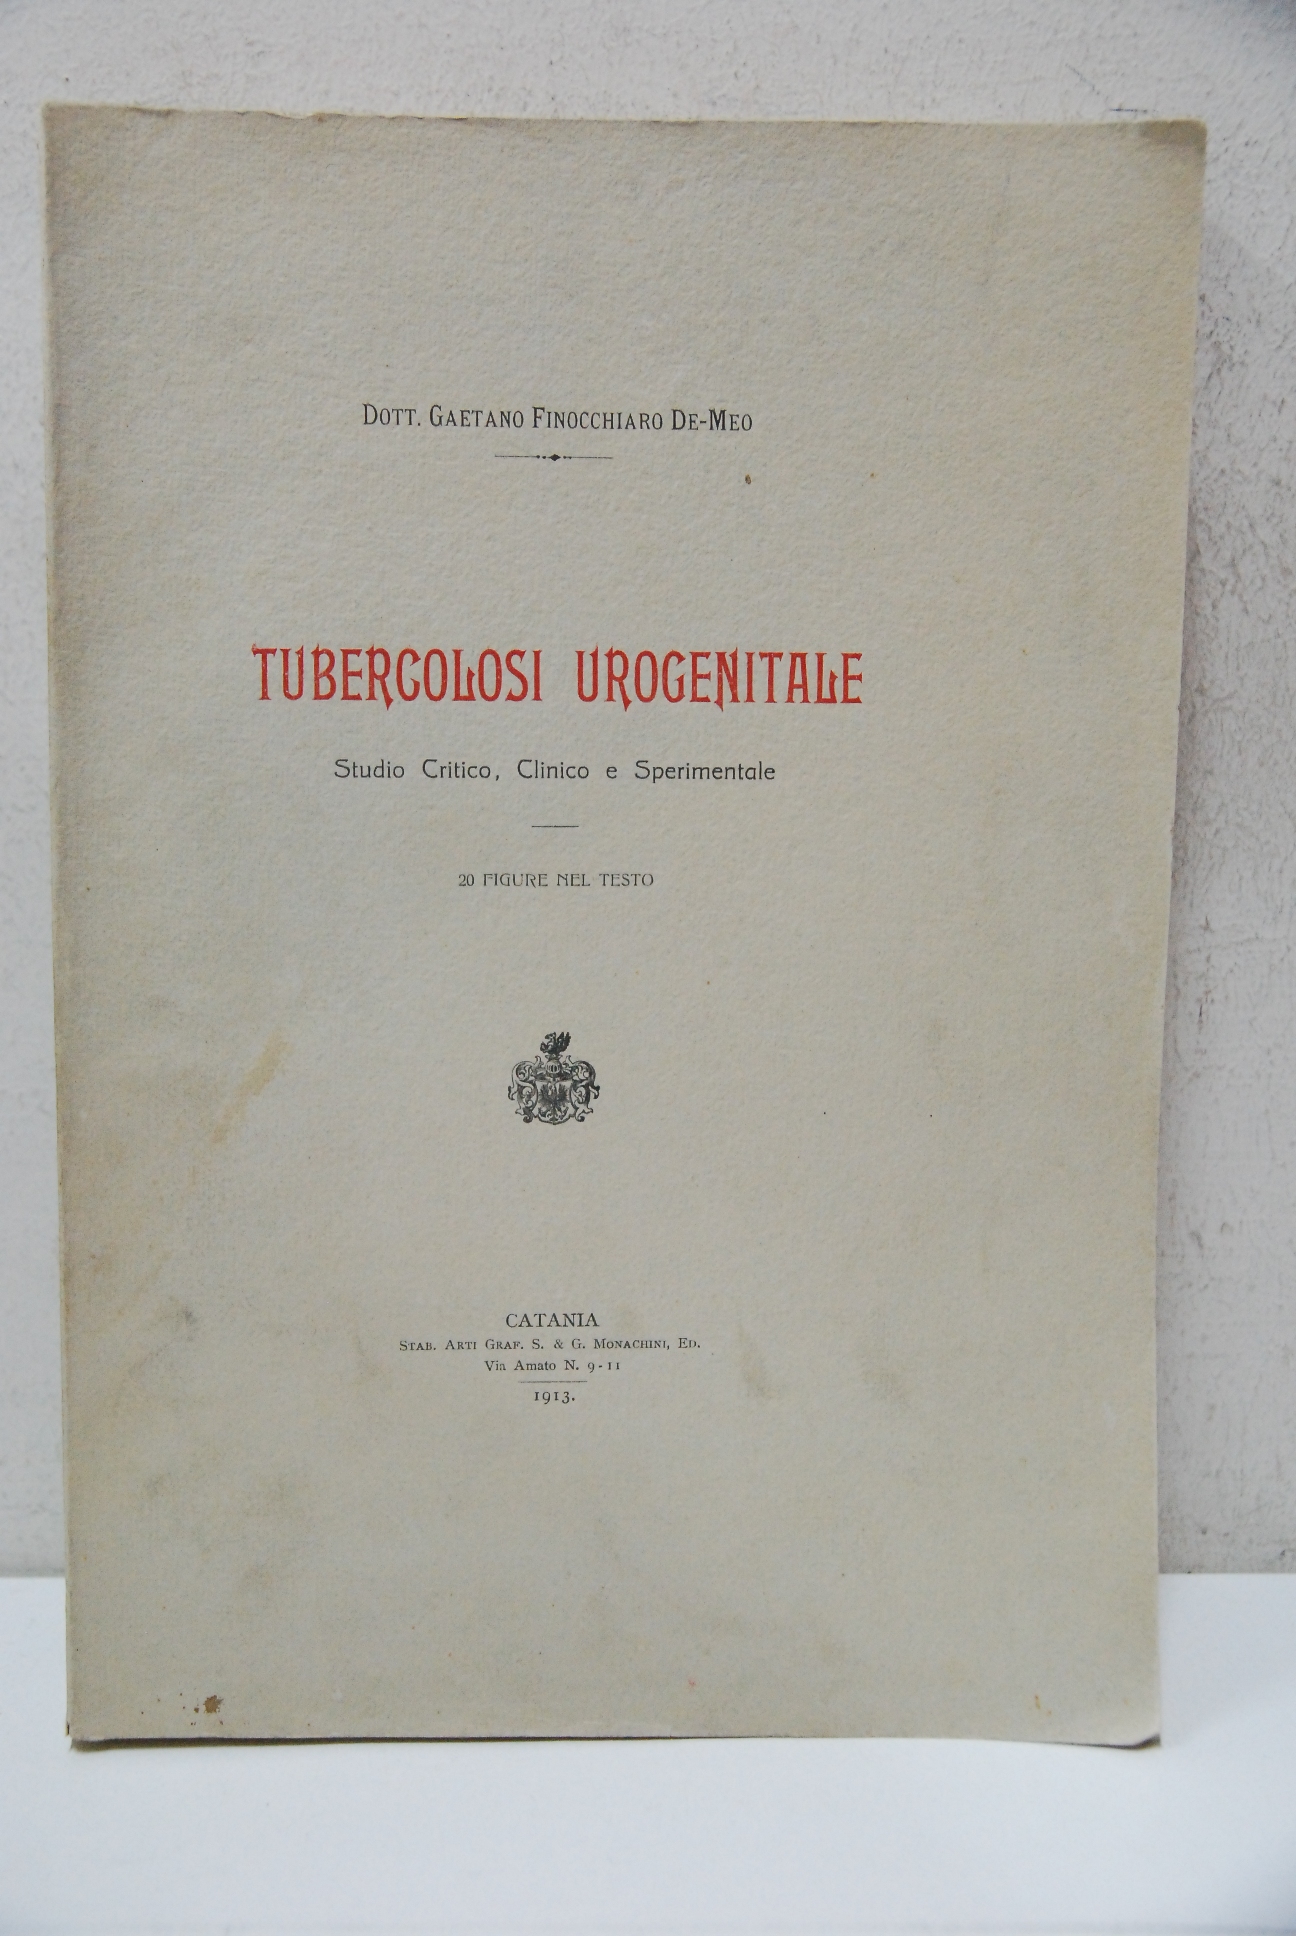 Dott. Gaetano Finocchiaro De-Meo
TUBERCOLOSI UROGENITALE
Studio Critico, Clinico e Sperimentale
20 FIGURE NEL TESTO
CATANIA
Stab. Arti Graf. S. & G. Monachini, Ed.
Via Amato N. 9-11
1913.